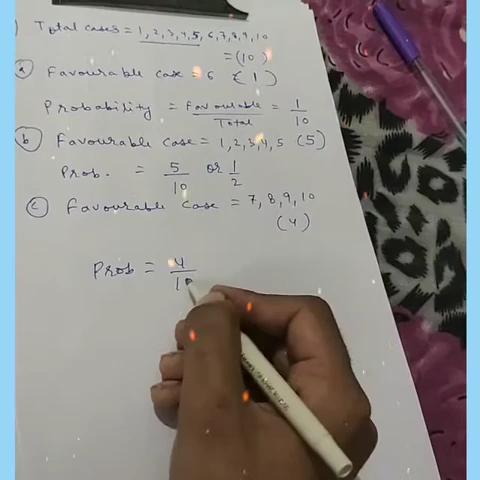 ) Total cases = 1, 2, 3, 4, 5, 6, 7, 8, 9, 10
= (10)
(a) Favourable case = 6 (1)
Probability = Favourable/Total = 1/10
(b) Favourable case = 1, 2, 3, 4, 5 (5)
Prob. = 5/10 or 1/2
(c) Favourable case = 7, 8, 9, 10
(4)
Prob = 4/10